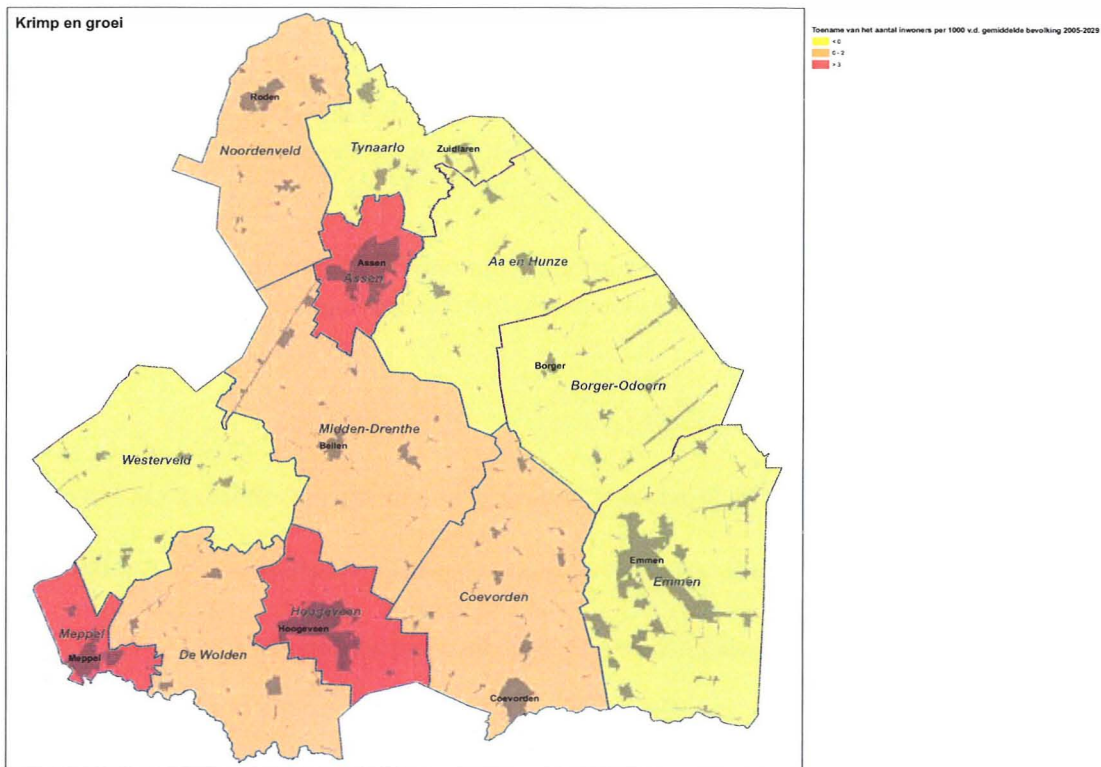 Krimp en groei
Toename van het aantal inwoners per 1000 v.d. gemiddelde bevolking 2005-2029
< 0
0 - 3
> 3
Roden
Noordenveld
Tynaarlo
Zuidlaren
Assen
Assen
Aa en Hunze
Borger
Borger-Odoorn
Midden-Drenthe
Beilen
Westerveld
Emmen
Emmen
Coevorden
Hoogeveen
Hoogeveen
Meppel
Meppel
De Wolden
Coevorden